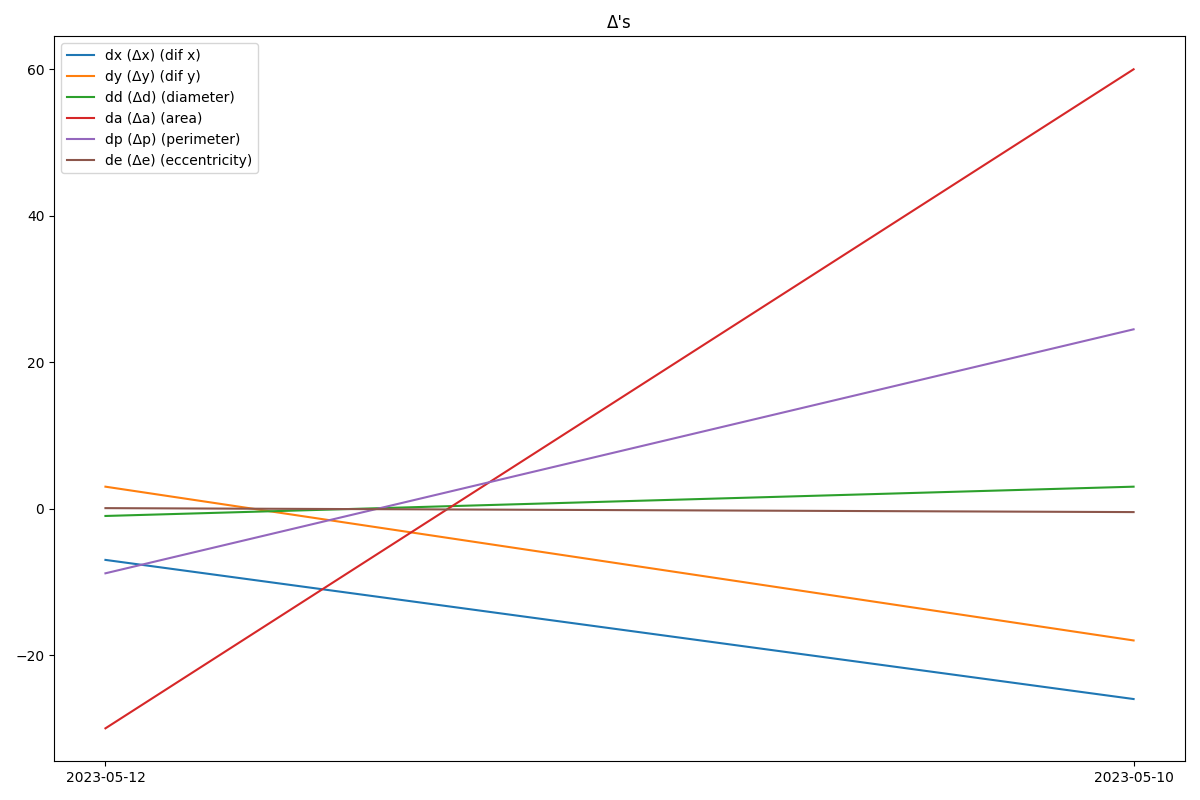 Δ's
dx (Δx) (dif x)
dy (Δy) (dif y)
dd (Δd) (diameter)
da (Δa) (area)
dp (Δp) (perimeter)
de (Δe) (eccentricity)
60
40
20
0
−20
2023-05-12
2023-05-10